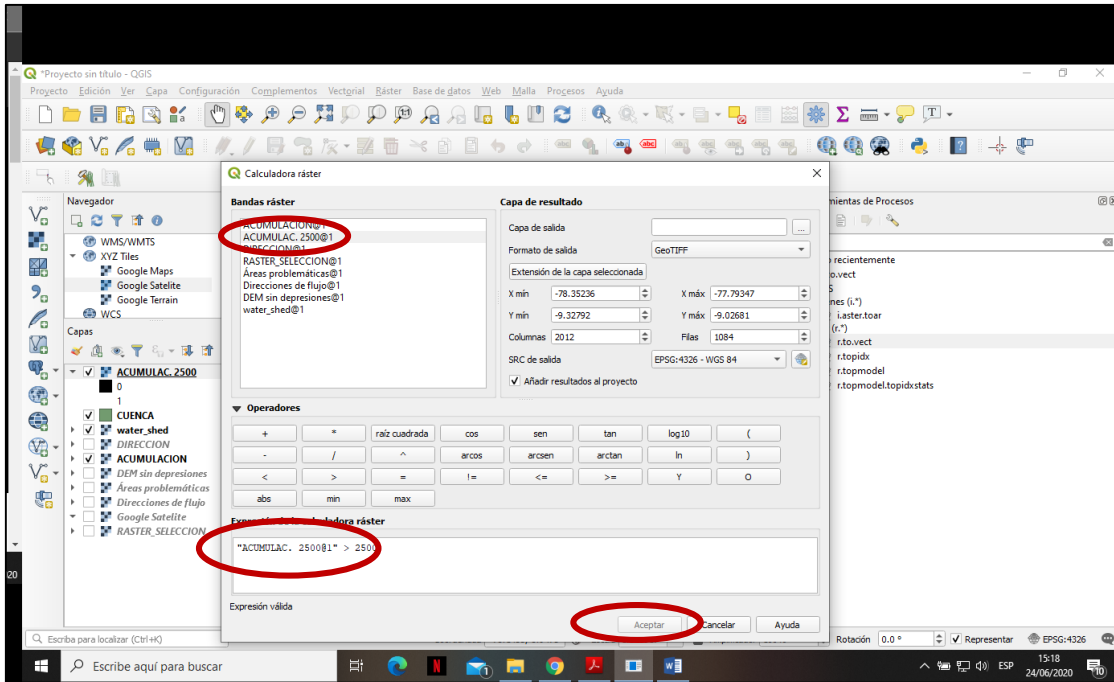 *Proyecto sin título - QGIS
Proyecto Edición Ver Capa Configuración Complementos Vectorial Ráster Base de datos Web Malla Procesos Ayuda
Calculadora ráster
Navegador
WMS/WMTS
XYZ Tiles
Google Maps
Google Satelite
Google Terrain
WCS
Capas
ACUMULAC. 2500
0
1
CUENCA
water_shed
DIRECCION
ACUMULACION
DEM sin depresiones
Áreas problemáticas
Direcciones de flujo
Google Satelite
RASTER_SELECCION
Bandas ráster
ACUMULACION@1
ACUMULAC. 2500@1
DIRECCION@1
RASTER_SELECCION@1
Áreas problemáticas@1
Direcciones de flujo@1
DEM sin depresiones@1
water_shed@1
Capa de resultado
Capa de salida ...
Formato de salida GeoTIFF
Extensión de la capa seleccionada
X mín -78.35236 X máx -77.79347
Y mín -9.32792 Y máx -9.02681
Columnas 2012 Filas 1084
SRC de salida EPSG:4326 - WGS 84
Añadir resultados al proyecto
Operadores
+ * raíz cuadrada cos sen tan log10 (
- / ^ arcos arcsen arctan ln )
< > = != <= >= Y O
abs min max
ráster
"ACUMULAC. 2500@1" > 2500
Expresión válida
Aceptar Cancelar Ayuda
mientas de Procesos
recientemente
o.vect
S
nes (i.*)
i.aster.toar
(r.*)
r.to.vect
r.topidx
r.topmodel
r.topmodel.topidxstats
Escriba para localizar (Ctrl+K)
Rotación 0.0 ° Representar EPSG:4326
Escribe aquí para buscar
ESP
15:18
24/06/2020